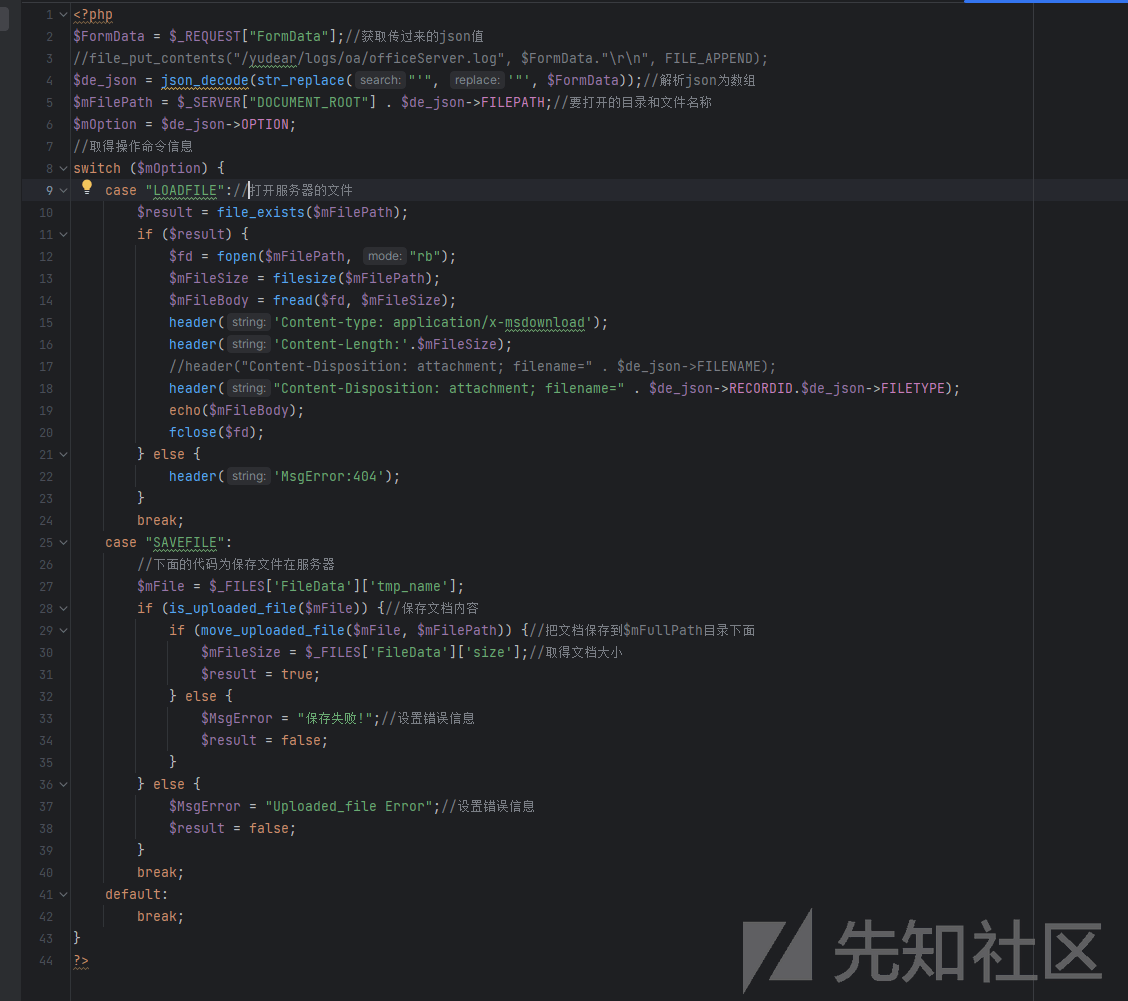 1 <?php
2 $FormData = $_REQUEST["FormData"];//获取传过来的json值
3 //file_put_contents("/yudear/logs/oa/officeServer.log", $FormData."\r\n", FILE_APPEND);
4 $de_json = json_decode(str_replace( search: "'", replace: '"', $FormData));//解析json为数组
5 $mFilePath = $_SERVER["DOCUMENT_ROOT"] . $de_json->FILEPATH;//要打开的目录和文件名称
6 $mOption = $de_json->OPTION;
7 //取得操作命令信息
8 switch ($mOption) {
9 case "LOADFILE"://打开服务器的文件
10 $result = file_exists($mFilePath);
11 if ($result) {
12 $fd = fopen($mFilePath, mode: "rb");
13 $mFileSize = filesize($mFilePath);
14 $mFileBody = fread($fd, $mFileSize);
15 header( string: 'Content-type: application/x-msdownload');
16 header( string: 'Content-Length:'.$mFileSize);
17 //header("Content-Disposition: attachment; filename=" . $de_json->FILENAME);
18 header( string: "Content-Disposition: attachment; filename=" . $de_json->RECORDID.$de_json->FILETYPE);
19 echo($mFileBody);
20 fclose($fd);
21 } else {
22 header( string: 'MsgError:404');
23 }
24 break;
25 case "SAVEFILE":
26 //下面的代码为保存文件在服务器
27 $mFile = $_FILES['FileData']['tmp_name'];
28 if (is_uploaded_file($mFile)) {//保存文档内容
29 if (move_uploaded_file($mFile, $mFilePath)) {//把文档保存到$mFullPath目录下面
30 $mFileSize = $_FILES['FileData']['size'];//取得文档大小
31 $result = true;
32 } else {
33 $MsgError = "保存失败!";//设置错误信息
34 $result = false;
35 }
36 } else {
37 $MsgError = "Uploaded_file Error";//设置错误信息
38 $result = false;
39 }
40 break;
41 default:
42 break;
43 }
44 ?>
先知社区